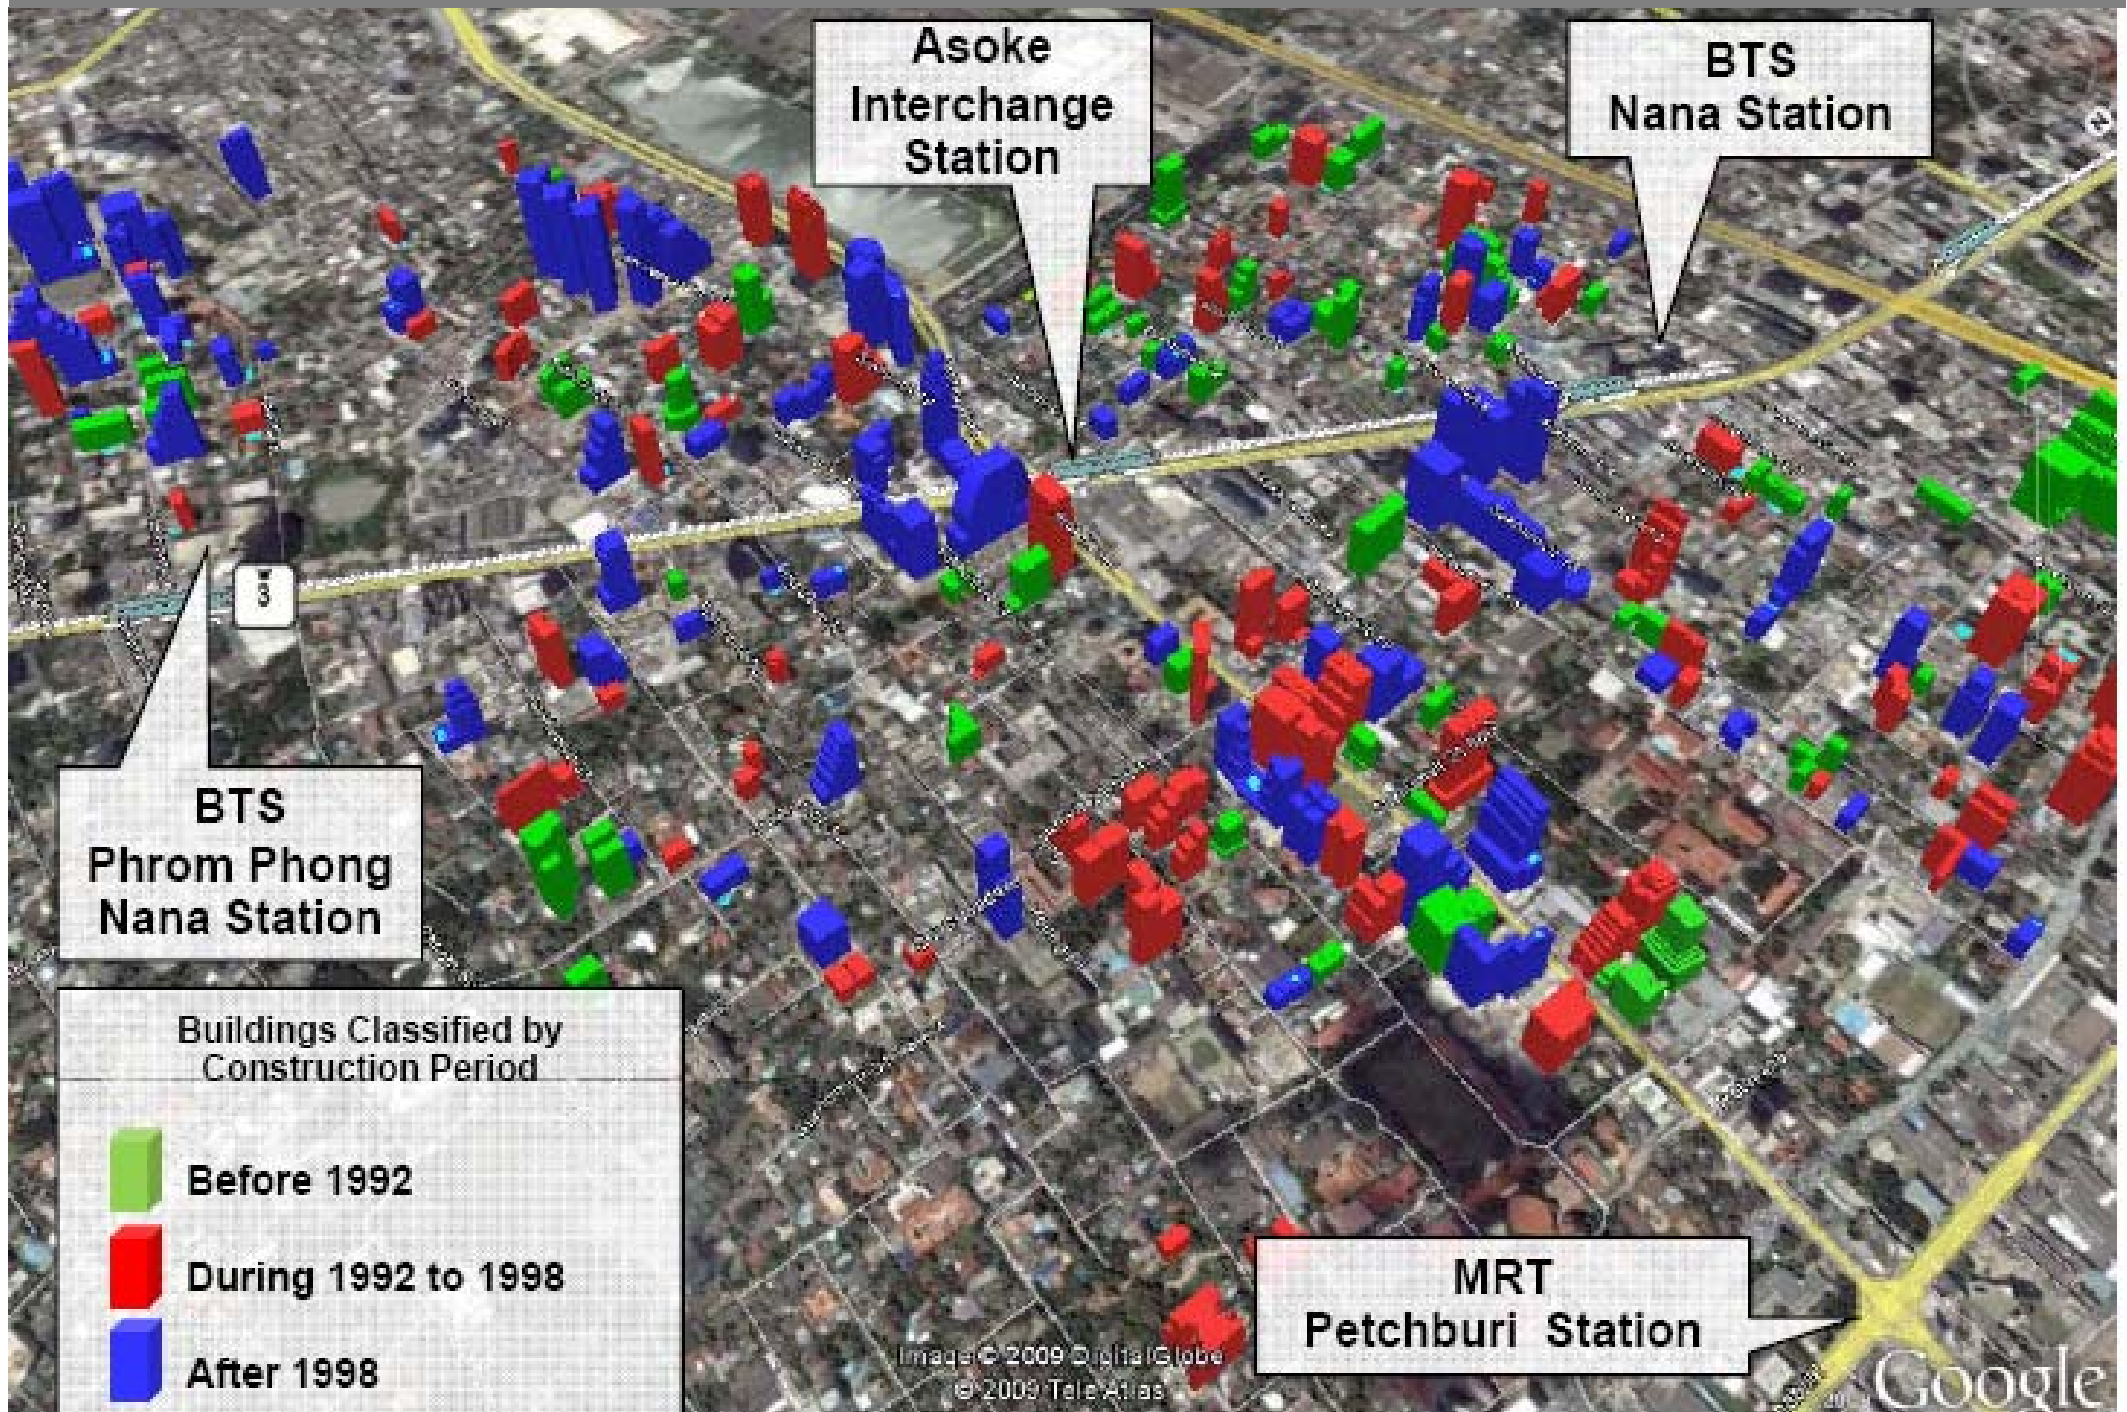 Asoke
Interchange
Station
BTS
Nana Station
3
BTS
Phrom Phong
Nana Station
Buildings Classified by
Construction Period
Before 1992
During 1992 to 1998
After 1998
MRT
Petchburi Station
Image © 2009 DigitalGlobe
© 2009 Tele Atlas
Google